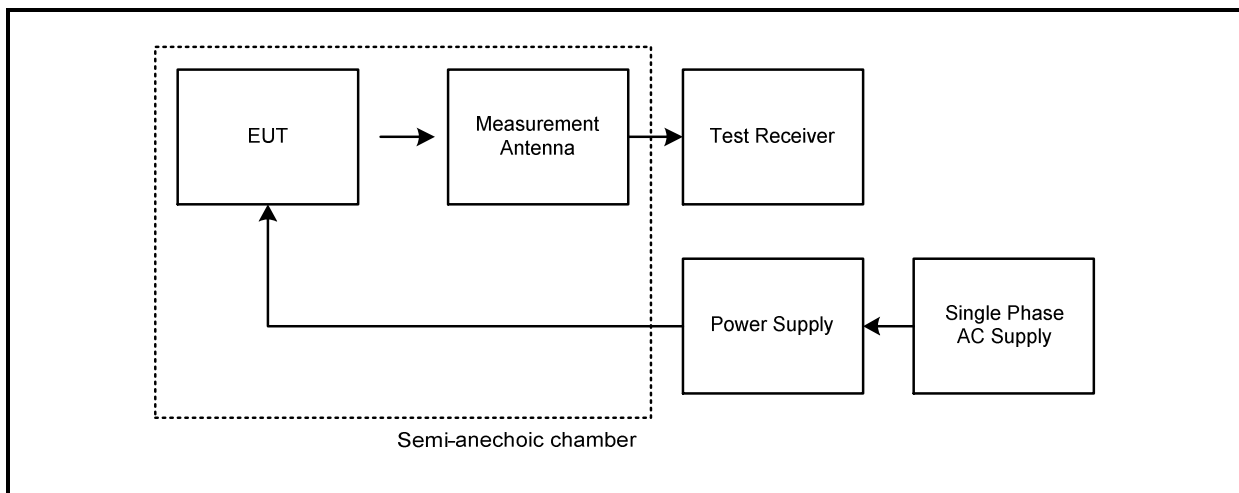 EUT
Measurement
Antenna
Test Receiver
Power Supply
Single Phase
AC Supply
Semi-anechoic chamber